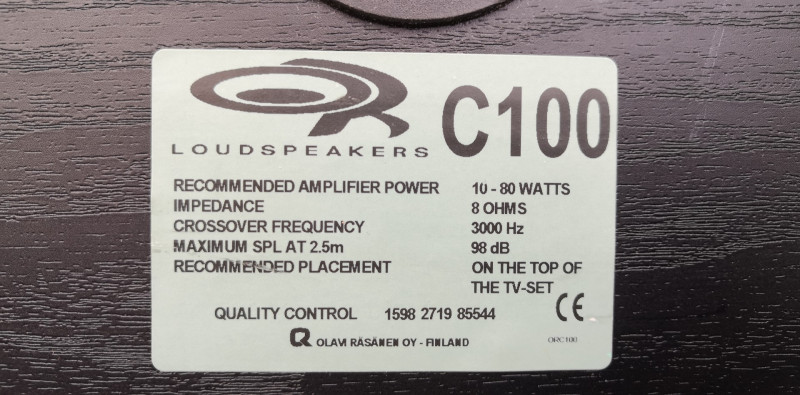 OR C100
LOUDSPEAKERS
RECOMMENDED AMPLIFIER POWER 10 - 80 WATTS
IMPEDANCE 8 OHMS
CROSSOVER FREQUENCY 3000 Hz
MAXIMUM SPL AT 2.5m 98 dB
RECOMMENDED PLACEMENT ON THE TOP OF
THE TV-SET
QUALITY CONTROL 1598 2719 85544 CE
OLAVI RÄSÄNEN OY - FINLAND ORC100